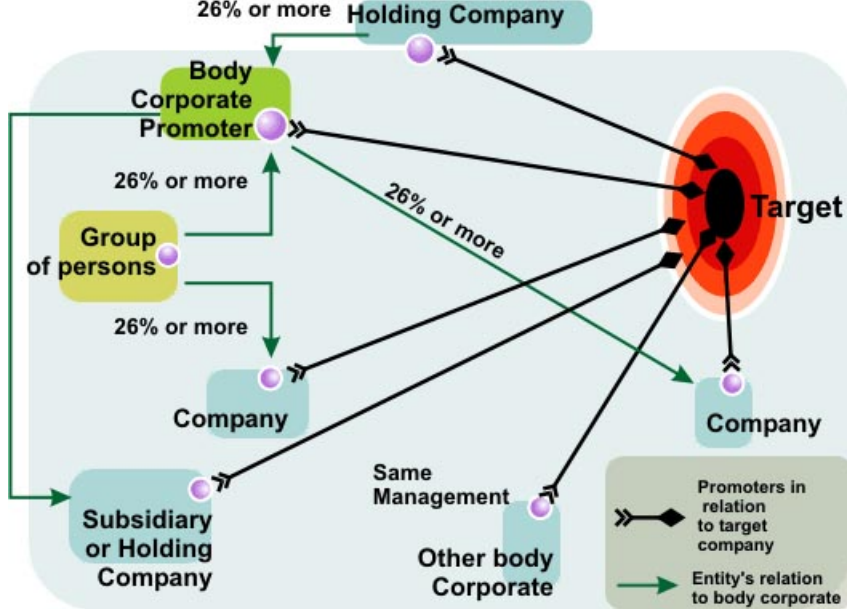 26% or more
Holding Company
Body
Corporate
Promoter
26% or more
26% or more
Target
Group
of persons
26% or more
Company
Company
Same
Management
Subsidiary
or Holding
Company
Other body
Corporate
Promoters in
relation
to target
company
Entity's relation
to body corporate